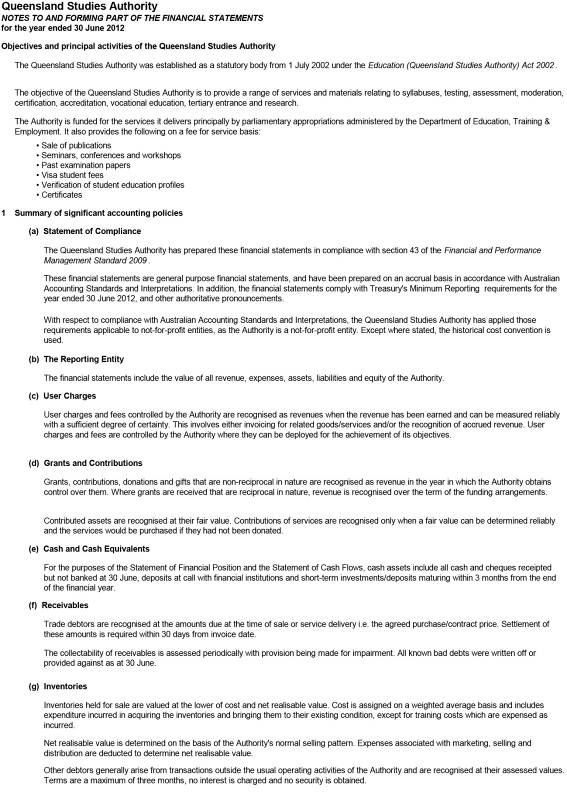 Queensland Studies Authority
NOTES TO AND FORMING PART OF THE FINANCIAL STATEMENTS
for the year ended 30 June 2012
Objectives and principal activities of the Queensland Studies Authority
The Queensland Studies Authority was established as a statutory body from 1 July 2002 under the Education (Queensland Studies Authority) Act 2002 .
The objective of the Queensland Studies Authority is to provide a range of services and materials relating to syllabuses, testing, assessment, moderation,
certification, accreditation, vocational education, tertiary entrance and research.
The Authority is funded for the services it delivers principally by parliamentary appropriations administered by the Department of Education, Training &
Employment. It also provides the following on a fee for service basis:
• Sale of publications
• Seminars, conferences and workshops
• Past examination papers
• Visa student fees
• Verification of student education profiles
• Certificates
1 Summary of significant accounting policies
(a) Statement of Compliance
The Queensland Studies Authority has prepared these financial statements in compliance with section 43 of the Financial and Performance
Management Standard 2009 .
These financial statements are general purpose financial statements, and have been prepared on an accrual basis in accordance with Australian
Accounting Standards and Interpretations. In addition, the financial statements comply with Treasury's Minimum Reporting requirements for the
year ended 30 June 2012, and other authoritative pronouncements.
With respect to compliance with Australian Accounting Standards and Interpretations, the Queensland Studies Authority has applied those
requirements applicable to not-for-profit entities, as the Authority is a not-for-profit entity. Except where stated, the historical cost convention is
used.
(b) The Reporting Entity
The financial statements include the value of all revenue, expenses, assets, liabilities and equity of the Authority.
(c) User Charges
User charges and fees controlled by the Authority are recognised as revenues when the revenue has been earned and can be measured reliably
with a sufficient degree of certainty. This involves either invoicing for related goods/services and/or the recognition of accrued revenue. User
charges and fees are controlled by the Authority where they can be deployed for the achievement of its objectives.
(d) Grants and Contributions
Grants, contributions, donations and gifts that are non-reciprocal in nature are recognised as revenue in the year in which the Authority obtains
control over them. Where grants are received that are reciprocal in nature, revenue is recognised over the term of the funding arrangements.
Contributed assets are recognised at their fair value. Contributions of services are recognised only when a fair value can be determined reliably
and the services would be purchased if they had not been donated.
(e) Cash and Cash Equivalents
For the purposes of the Statement of Financial Position and the Statement of Cash Flows, cash assets include all cash and cheques receipted
but not banked at 30 June, deposits at call with financial institutions and short-term investments/deposits maturing within 3 months from the end
of the financial year.
(f) Receivables
Trade debtors are recognised at the amounts due at the time of sale or service delivery i.e. the agreed purchase/contract price. Settlement of
these amounts is required within 30 days from invoice date.
The collectability of receivables is assessed periodically with provision being made for impairment. All known bad debts were written off or
provided against as at 30 June.
(g) Inventories
Inventories held for sale are valued at the lower of cost and net realisable value. Cost is assigned on a weighted average basis and includes
expenditure incurred in acquiring the inventories and bringing them to their existing condition, except for training costs which are expensed as
incurred.
Net realisable value is determined on the basis of the Authority's normal selling pattern. Expenses associated with marketing, selling and
distribution are deducted to determine net realisable value.
Other debtors generally arise from transactions outside the usual operating activities of the Authority and are recognised at their assessed values.
Terms are a maximum of three months, no interest is charged and no security is obtained.